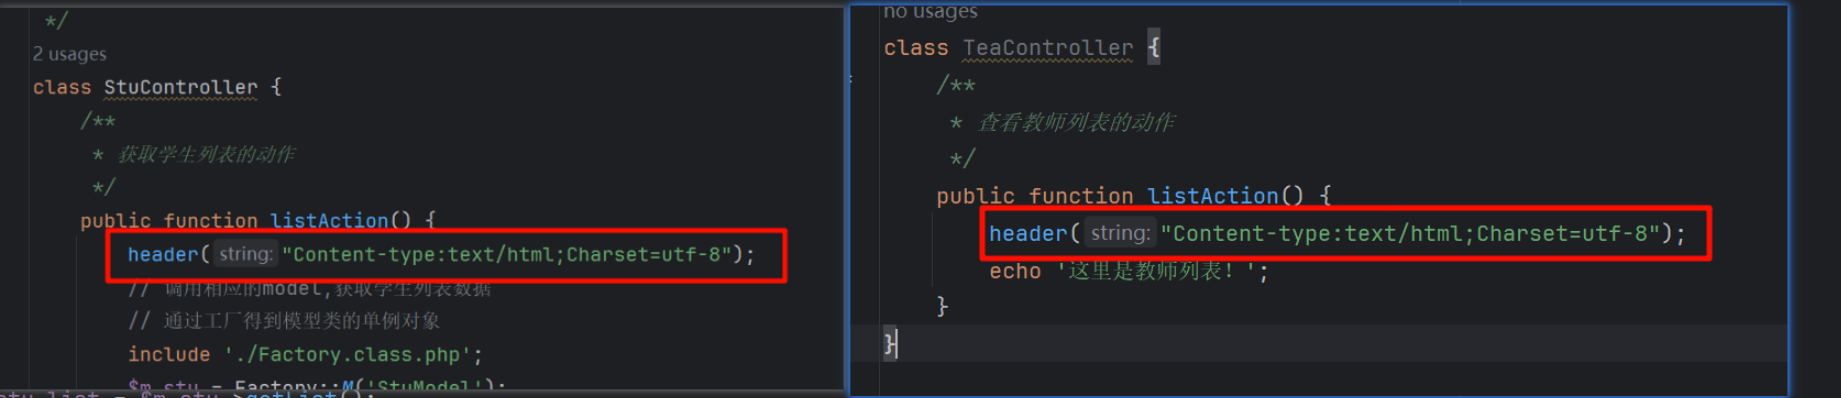 */
2 usages
class StuController {
/**
* 获取学生列表的动作
*/
public function listAction() {
header( string: "Content-type:text/html;Charset=utf-8");
// 调用相应的model,获取学生列表数据
// 通过工厂得到模型类的单例对象
include './Factory.class.php';
$m_stu = Factory::M('StuModel');
no usages
class TeaController {
/**
* 查看教师列表的动作
*/
public function listAction() {
header( string: "Content-type:text/html;Charset=utf-8");
echo '这里是教师列表！';
}
}